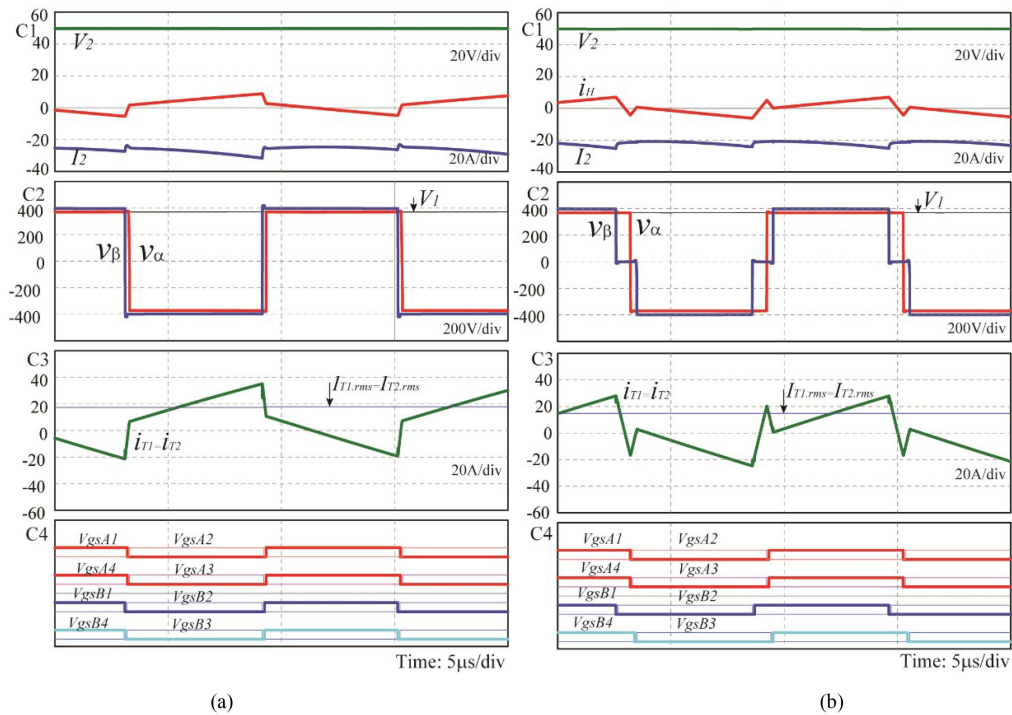 C1
60
40
20
0
-20
-40
V2
20V/div
I2
20A/div
C2
400
200
0
-200
-400
V1
vβ vα
200V/div
C3
40
20
0
-20
-40
-60
IT1.rms=IT2.rms
iT1=iT2
20A/div
C4
VgsA1 VgsA2
VgsA4 VgsA3
VgsB1 VgsB2
VgsB4 VgsB3
Time: 5μs/div
(a)
C1
60
40
20
0
-20
-40
V2
20V/div
iH
I2
20A/div
C2
400
200
0
-200
-400
V1
vβ vα
200V/div
C3
40
20
0
-20
-40
-60
iT1=iT2
IT1.rms=IT2.rms
20A/div
C4
VgsA1 VgsA2
VgsA4 VgsA3
VgsB1 VgsB2
VgsB4 VgsB3
Time: 5μs/div
(b)